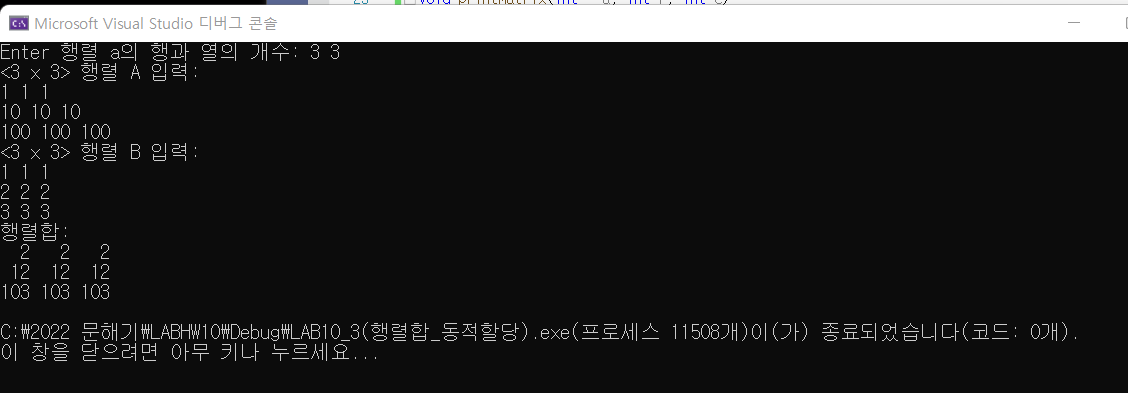 Microsoft Visual Studio 디버그 콘솔
Enter 행렬 a의 행과 열의 개수: 3 3
<3 x 3> 행렬 A 입력:
1 1 1
10 10 10
100 100 100
<3 x 3> 행렬 B 입력:
1 1 1
2 2 2
3 3 3
행렬합:
  2   2   2
 12  12  12
103 103 103
C:₩2022 문해기₩LABHW10₩Debug₩LAB10_3(행렬합_동적할당).exe(프로세스 11508개)이(가) 종료되었습니다(코드: 0개).
이 창을 닫으려면 아무 키나 누르세요...